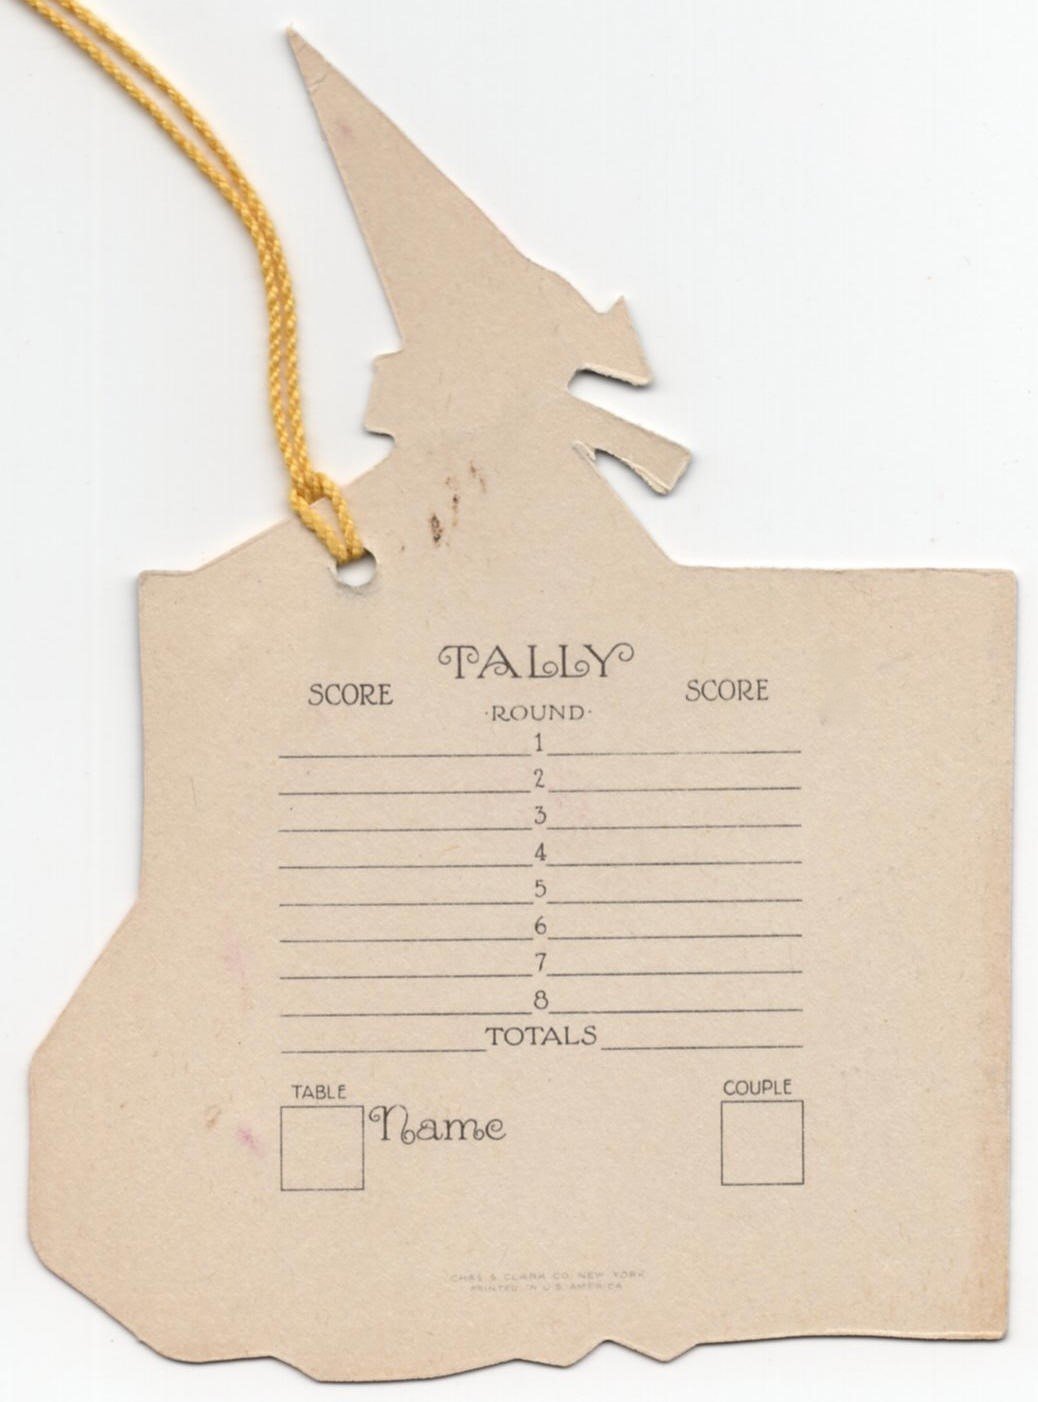 TALLY
SCORE SCORE
·ROUND·
1
2
3
4
5
6
7
8
TOTALS
TABLE COUPLE
Name
CHAS. S. CLARK CO. NEW YORK
PRINTED IN U.S. AMERICA